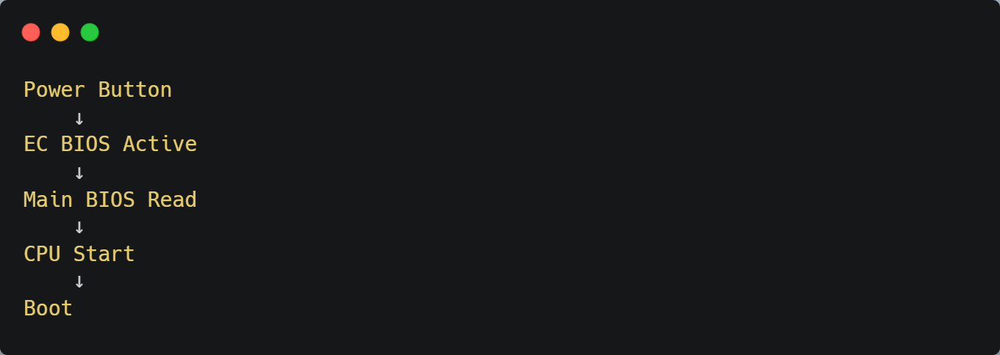 Power Button
↓
EC BIOS Active
↓
Main BIOS Read
↓
CPU Start
↓
Boot